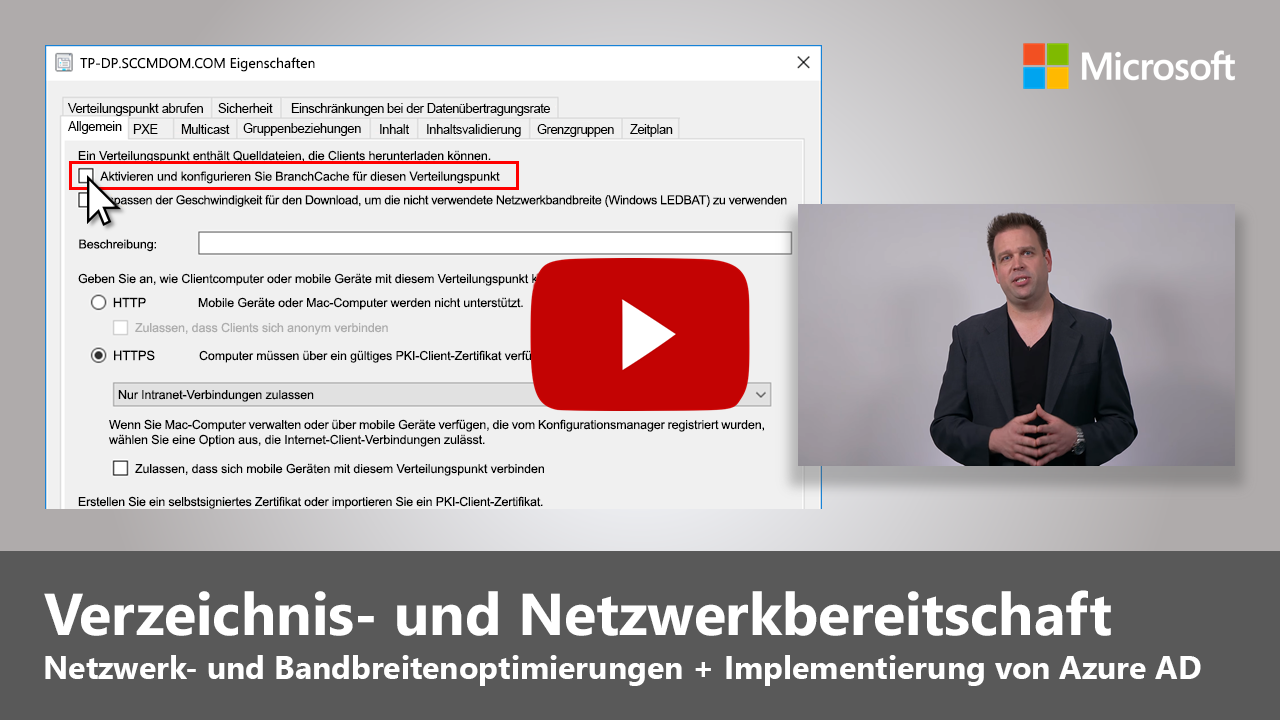 TP-DP.SCCMDOM.COM Eigenschaften
Microsoft
Verteilungspunkt abrufen Sicherheit Einschränkungen bei der Datenübertragungsrate
Allgemein PXE Multicast Gruppenbeziehungen Inhalt Inhaltsvalidierung Grenzgruppen Zeitplan
Ein Verteilungspunkt enthält Quelldateien, die Clients herunterladen können.
Aktivieren und konfigurieren Sie BranchCache für diesen Verteilungspunkt
der Geschwindigkeit für den Download, um die nicht verwendete Netzwerkbandbreite (Windows LEDBAT) zu verwenden
Beschreibung:
Geben Sie an, wie Clientcomputer oder mobile Geräte mit diesem Verteilungspunkt
HTTP Mobile Geräte oder Mac-Computer werden nicht unterstützt.
Zulassen, dass Clients sich anonym verbinden
HTTPS Computer müssen über ein gültiges PKI-Client-Zertifikat
Nur Intranet-Verbindungen zulassen
Wenn Sie Mac-Computer verwalten oder über mobile Geräte verfügen, die vom Konfigurationsmanager registriert wurden,
wählen Sie eine Option aus, die Internet-Client-Verbindungen zulässt.
Zulassen, dass sich mobile Geräten mit diesem Verteilungspunkt verbinden
Erstellen Sie ein selbstsigniertes Zertifikat oder importieren Sie ein PKI-Client-Zertifikat.
Verzeichnis- und Netzwerkbereitschaft
Netzwerk- und Bandbreitenoptimierungen + Implementierung von Azure AD